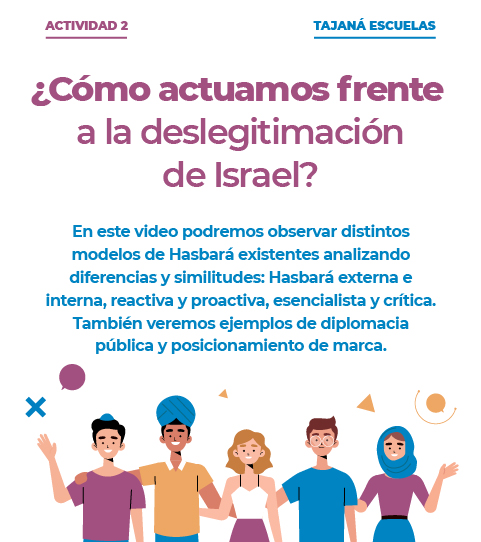 ACTIVIDAD 2
TAJANÁ ESCUELAS
¿Cómo actuamos frente
a la deslegitimación
de Israel?
En este video podremos observar distintos
modelos de Hasbará existentes analizando
diferencias y similitudes: Hasbará externa e
interna, reactiva y proactiva, esencialista y crítica.
También veremos ejemplos de diplomacia
pública y posicionamiento de marca.